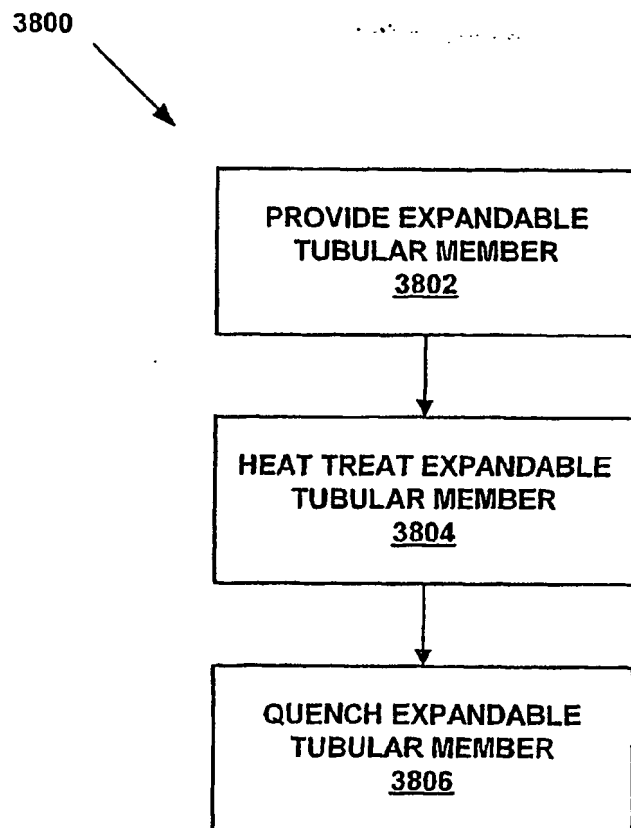 3800
PROVIDE EXPANDABLE
TUBULAR MEMBER
3802
HEAT TREAT EXPANDABLE
TUBULAR MEMBER
3804
QUENCH EXPANDABLE
TUBULAR MEMBER
3806